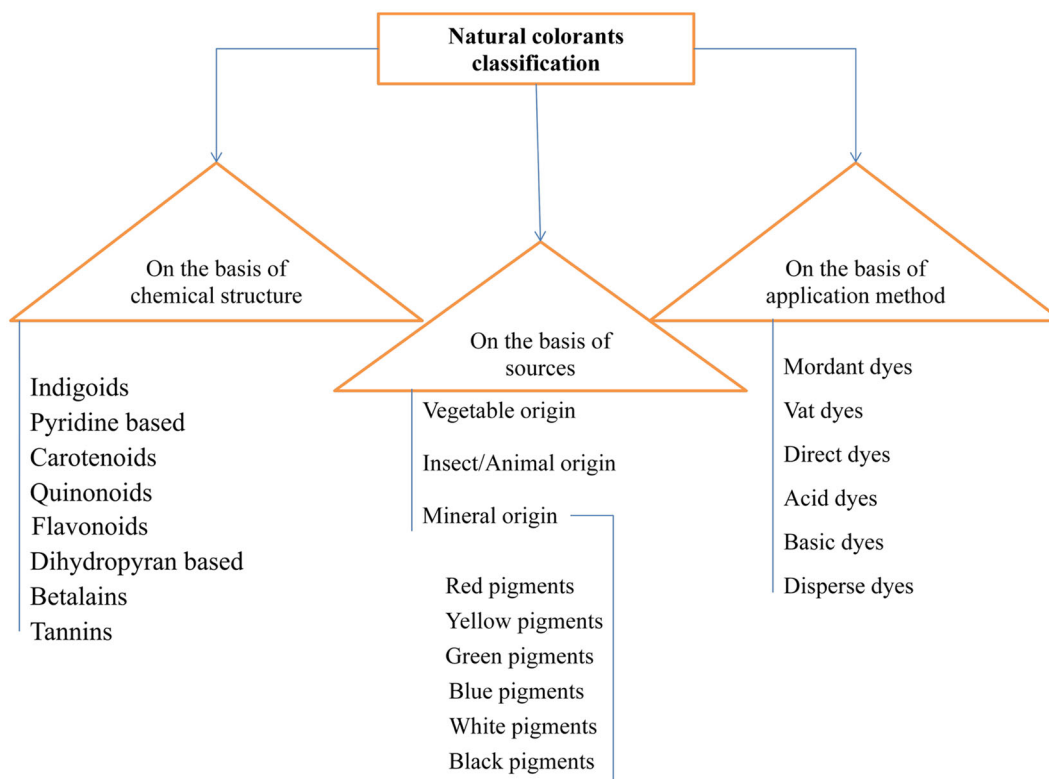 Natural colorants
classification
On the basis of
chemical structure
Indigoids
Pyridine based
Carotenoids
Quinonoids
Flavonoids
Dihydropyran based
Betalains
Tannins
On the basis of
sources
Vegetable origin
Insect/Animal origin
Mineral origin
Red pigments
Yellow pigments
Green pigments
Blue pigments
White pigments
Black pigments
On the basis of
application method
Mordant dyes
Vat dyes
Direct dyes
Acid dyes
Basic dyes
Disperse dyes